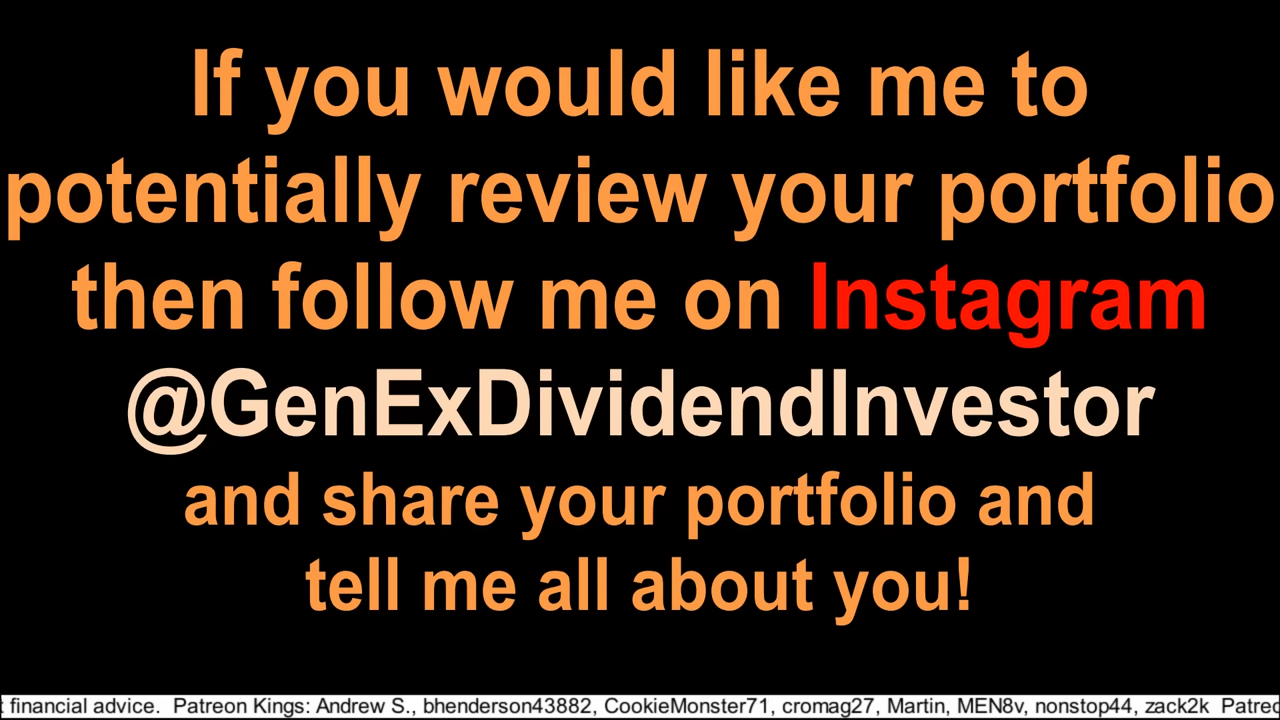 If you would like me to
potentially review your portfolio
then follow me on Instagram
@GenExDividendInvestor
and share your portfolio and
tell me all about you!
financial advice. Patreon Kings: Andrew S., bhenderson43882, CookieMonster71, cromag27, Martin, MEN8v, nonstop44, zack2k